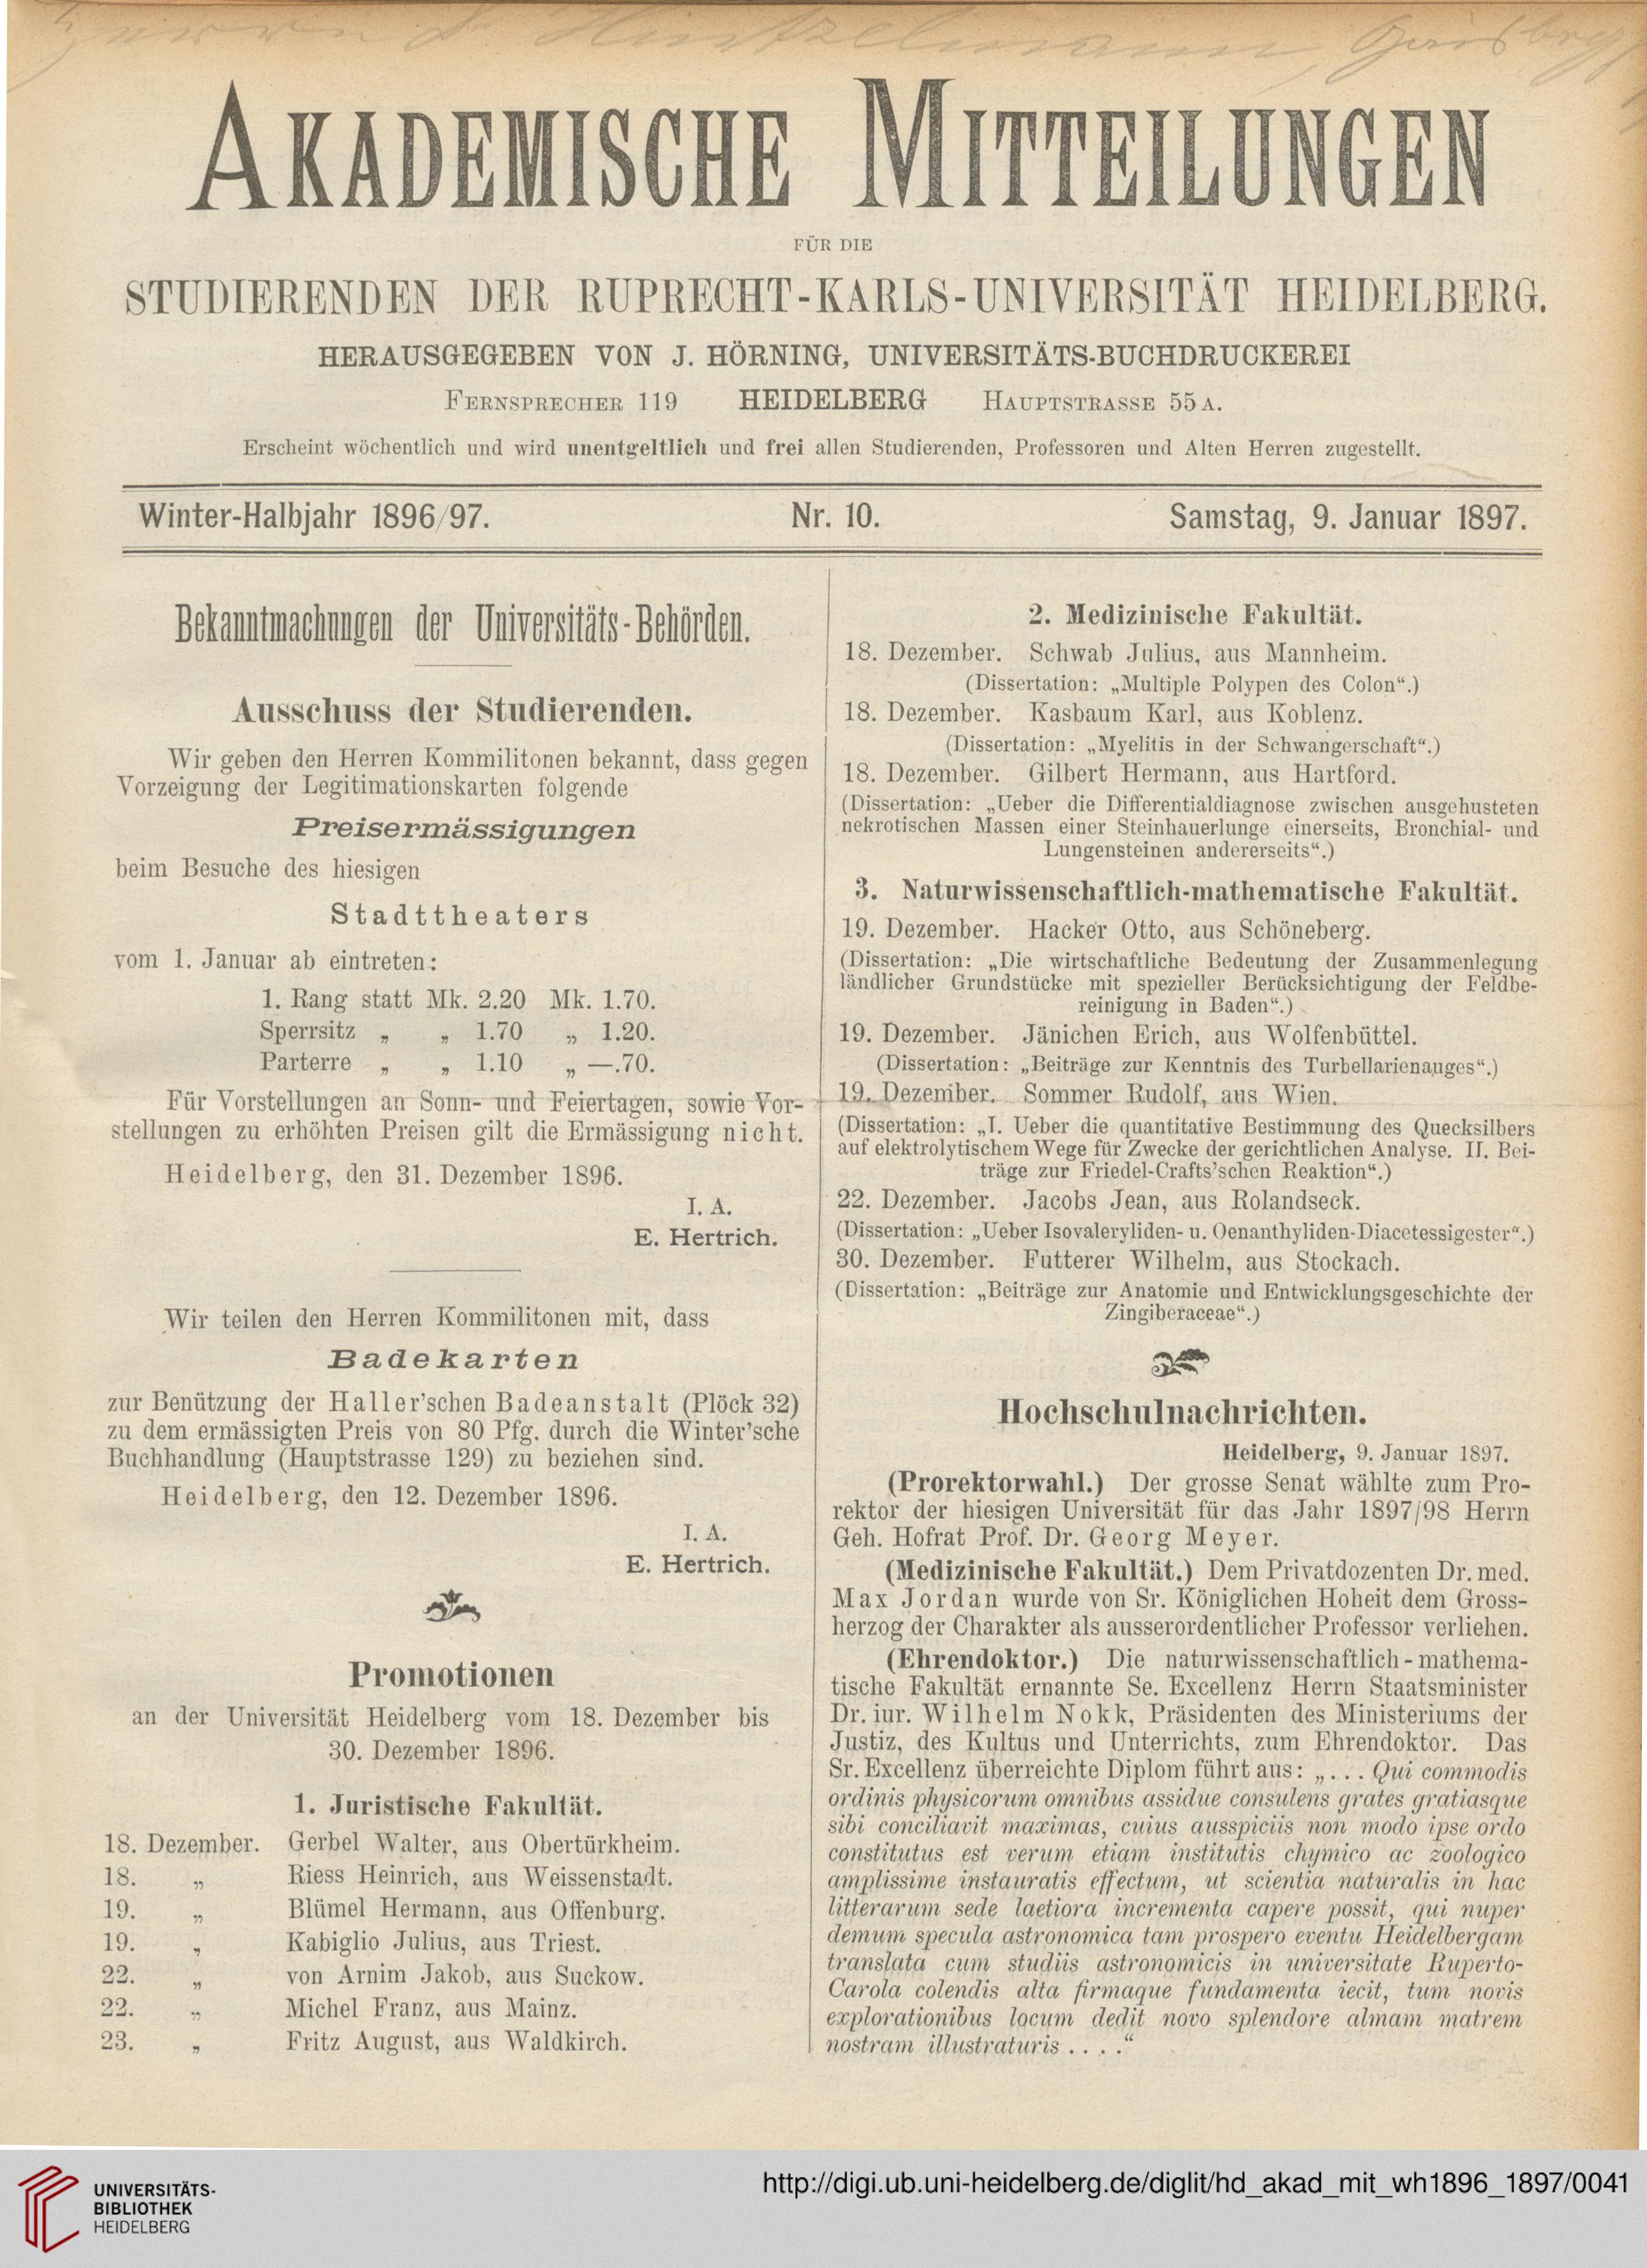 Herrn Dr. Hintzelmann, Gaisberg
AKADEMISCHE MITTEILUNGEN
FÜR DIE
STUDIERENDEN DER RUPRECHT-KARLS-UNIVERSITÄT HEIDELBERG.
HERAUSGEGEBEN VON J. HÖRNING, UNIVERSITÄTS-BUCHDRUCKEREI
FERNSPRECHER 119 HEIDELBERG HAUPTSTRASSE 55 A.
Erscheint wöchentlich und wird unentgeltlich und frei allen Studierenden, Professoren und Alten Herren zugestellt.
Winter-Halbjahr 1896/97. Nr. 10. Samstag, 9. Januar 1897.
Bekanntmachungen der Universitäts-Behörden.
Ausschuss der Studierenden.
Wir geben den Herren Kommilitonen bekannt, dass gegen
Vorzeigung der Legitimationskarten folgende
Preisermässigungen
beim Besuche des hiesigen
Stadttheaters
vom 1. Januar ab eintreten:
1. Rang statt Mk. 2.20 Mk. 1.70.
Sperrsitz „ „ 1.70 „ 1.20.
Parterre „ „ 1.10 „ —.70.
Für Vorstellungen an Sonn- und Feiertagen, sowie Vor-
stellungen zu erhöhten Preisen gilt die Ermässigung nicht.
Heidelberg, den 31. Dezember 1896.
I. A.
E. Hertrich.
Wir teilen den Herren Kommilitonen mit, dass
Badekarten
zur Benützung der Haller'schen Badeanstalt (Plöck 32)
zu dem ermässigten Preis von 80 Pfg. durch die Winter'sche
Buchhandlung (Hauptstrasse 129) zu beziehen sind.
Heidelberg, den 12. Dezember 1896.
I. A.
E. Hertrich.
Promotionen
an der Universität Heidelberg vom 18. Dezember bis
30. Dezember 1896.
1. Juristische Fakultät.
18. Dezember. Gerbel Walter, aus Obertürkheim.
18. „ Riess Heinrich, aus Weissenstadt.
19. „ Blümel Hermann, aus Offenburg.
19. „ Kabiglio Julius, aus Triest.
22. „ von Arnim Jakob, aus Suckow.
22. „ Michel Franz, aus Mainz.
23. „ Fritz August, aus Waldkirch.
2. Medizinische Fakultät.
18. Dezember. Schwab Julius, aus Mannheim.
(Dissertation: „Multiple Polypen des Colon“.)
18. Dezember. Kasbaum Karl, aus Koblenz.
(Dissertation: „Myelitis in der Schwangerschaft“.)
18. Dezember. Gilbert Hermann, aus Hartford.
(Dissertation: „Ueber die Differentialdiagnose zwischen ausgehusteten
nekrotischen Massen einer Steinhauerlunge einerseits, Bronchial- und
Lungensteinen andererseits“.)
3. Naturwissenschaftlich-mathematische Fakultät.
19. Dezember. Hacker Otto, aus Schöneberg.
(Dissertation: „Die wirtschaftliche Bedeutung der Zusammenlegung
ländlicher Grundstücke mit spezieller Berücksichtigung der Feldbe-
reinigung in Baden“.)
19. Dezember. Jänichen Erich, aus Wolfenbüttel.
(Dissertation: „Beiträge zur Kenntnis des Turbellarienauges“.)
19. Dezember. Sommer Rudolf, aus Wien.
(Dissertation: „I. Ueber die quantitative Bestimmung des Quecksilbers
auf elektrolytischem Wege für Zwecke der gerichtlichen Analyse. II. Bei-
träge zur Friedel-Crafts'schen Reaktion“.)
22. Dezember. Jacobs Jean, aus Rolandseck.
(Dissertation: „Ueber Isovaleryliden- u. Oenanthyliden-Diacetessigester“.)
30. Dezember. Futterer Wilhelm, aus Stockach.
(Dissertation: „Beiträge zur Anatomie und Entwicklungsgeschichte der
Zingiberaceae“.)
Hochschulnachrichten.
Heidelberg, 9. Januar 1897.
(Prorektorwahl.) Der grosse Senat wählte zum Pro-
rektor der hiesigen Universität für das Jahr 1897/98 Herrn
Geh. Hofrat Prof. Dr. Georg Meyer.
(Medizinische Fakultät.) Dem Privatdozenten Dr. med.
Max Jordan wurde von Sr. Königlichen Hoheit dem Gross-
herzog der Charakter als ausserordentlicher Professor verliehen.
(Ehrendoktor.) Die naturwissenschaftlich-mathema-
tische Fakultät ernannte Se. Excellenz Herrn Staatsminister
Dr. iur. Wilhelm Nokk, Präsidenten des Ministeriums der
Justiz, des Kultus und Unterrichts, zum Ehrendoktor. Das
Sr. Excellenz überreichte Diplom führt aus: „. . . Qui commodis
ordinis physicorum omnibus assidue consulens grates gratiasque
sibi conciliavit maximas, cuius ausspiciis non modo ipse ordo
constitutus est verum etiam institutis chymico ac zoologico
amplissime instauratis effectum, ut scientia naturalis in hac
litterarum sede laetiora incrementa capere possit, qui nuper
demum specula astronomica tam prospero eventu Heidelbergam
translata cum studiis astronomicis in universitate Ruperto-
Carola colendis alta firmaque fundamenta iecit, tum novis
explorationibus locum dedit novo splendore almam matrem
nostram illustraturis . . . .“
UNIVERSITÄTS-
BIBLIOTHEK
HEIDELBERG
http://digi.ub.uni-heidelberg.de/diglit/hd_akad_mit_wh1896_1897/0041